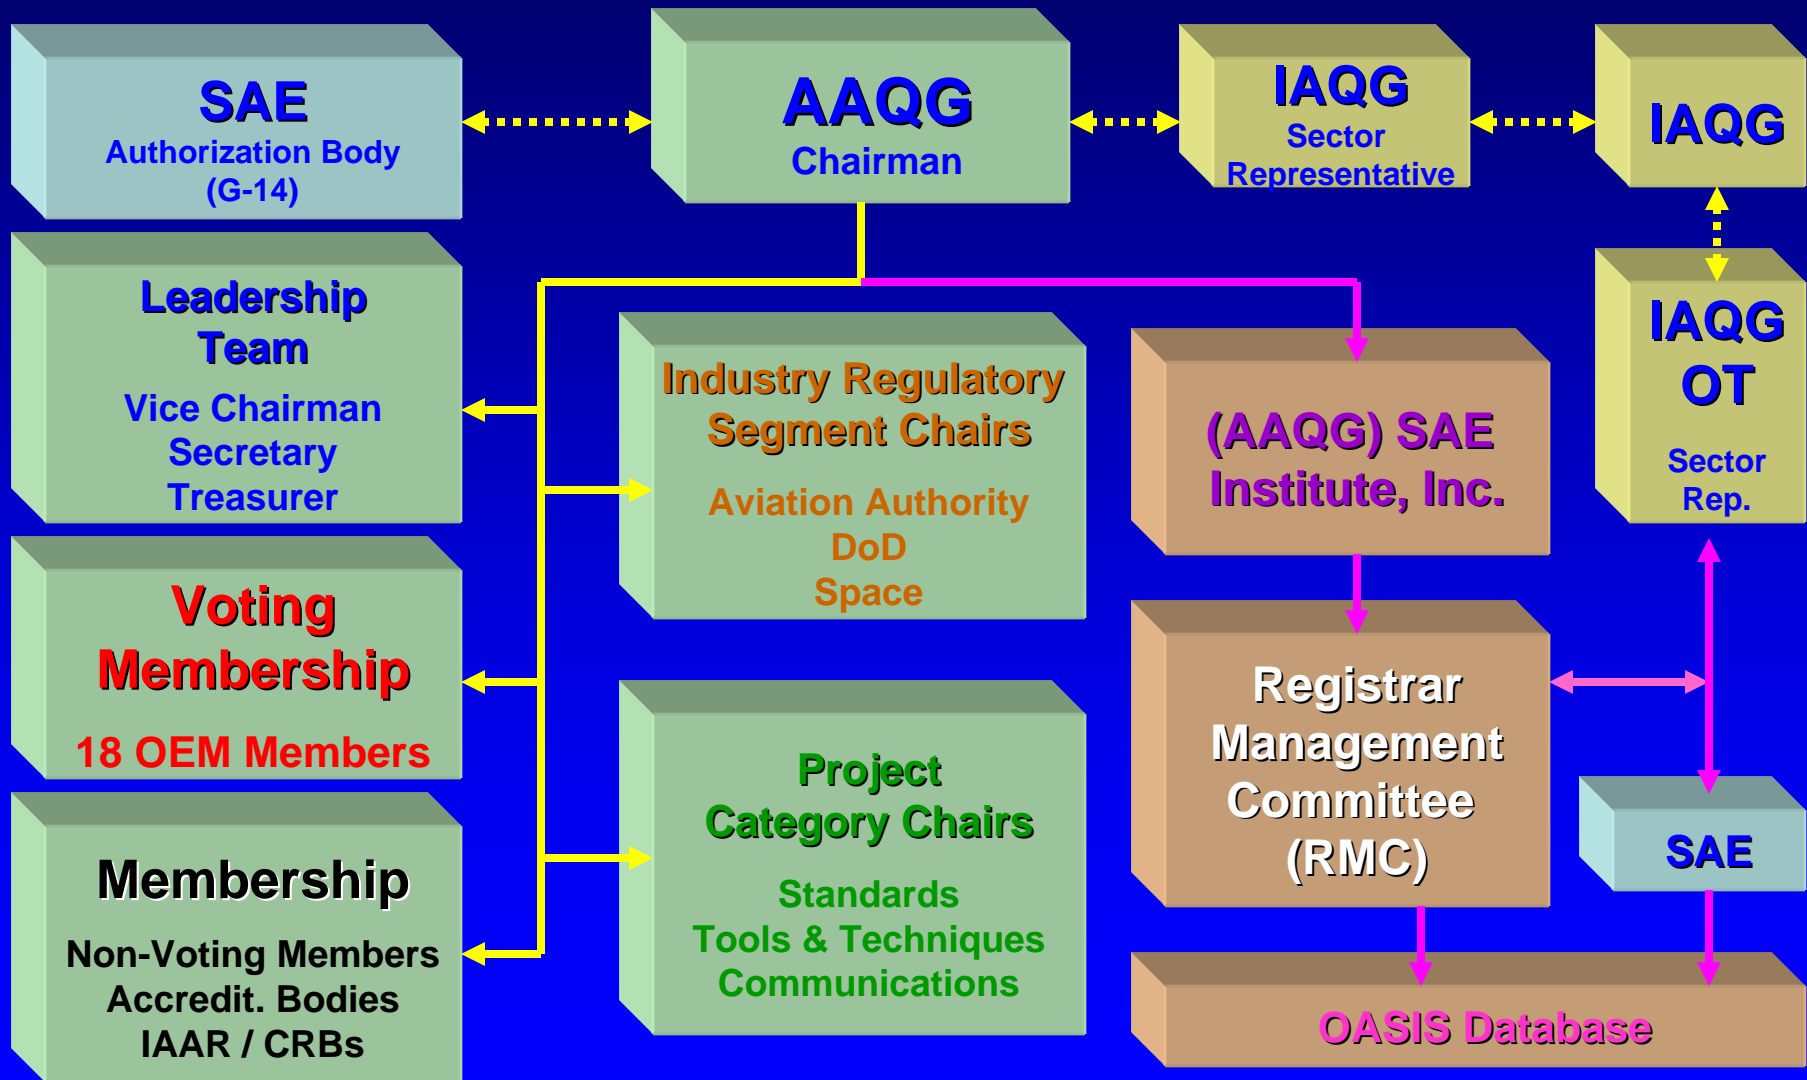 SAE
Authorization Body
(G-14)
AAQG
Chairman
IAQG
Sector
Representative
IAQG
Leadership
Team
Vice Chairman
Secretary
Treasurer
Industry Regulatory
Segment Chairs
Aviation Authority
DoD
Space
(AAQG) SAE
Institute, Inc.
IAQG
OT
Sector
Rep.
Voting
Membership
18 OEM Members
Project
Category Chairs
Standards
Tools & Techniques
Communications
Registrar
Management
Committee
(RMC)
SAE
Membership
Non-Voting Members
Accredit. Bodies
IAAR / CRBs
OASIS Database